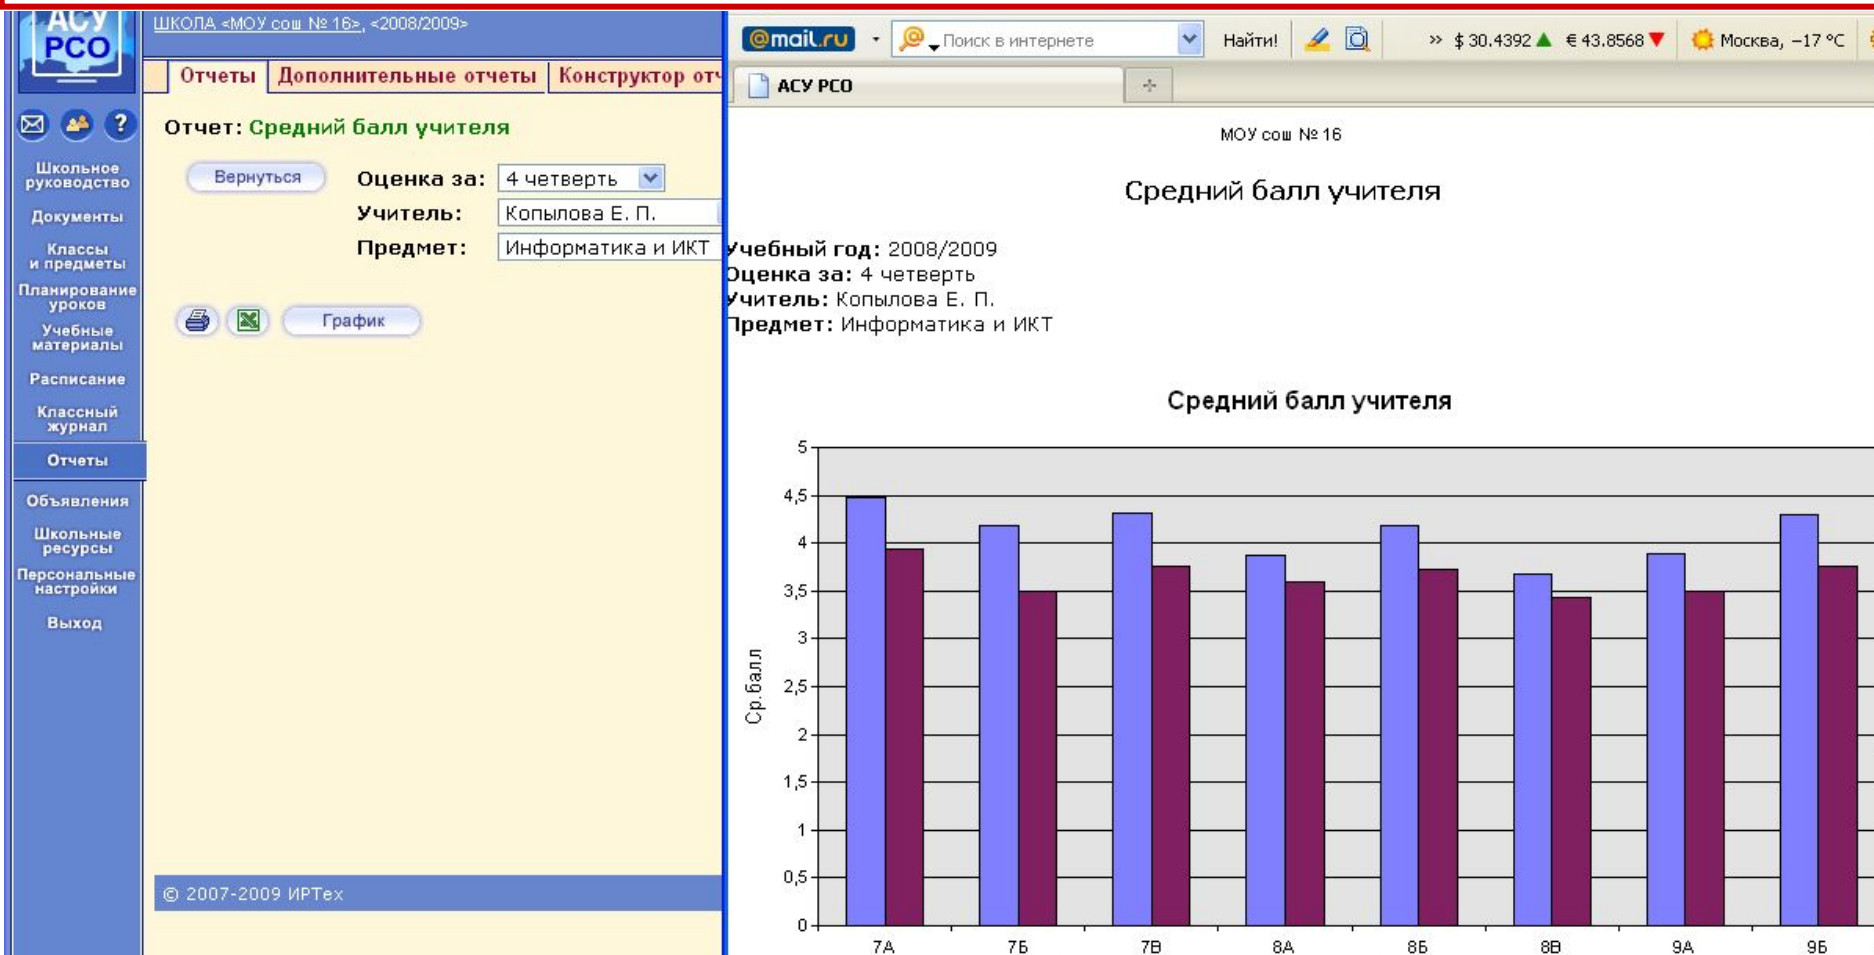 АСУ
РСО
ШКОЛА <МОУ сош № 16>, <2008/2009>
Отчеты
Дополнительные отчеты
Конструктор отч
Отчет: Средний балл учителя
Вернуться
Оценка за: 4 четверть
Учитель: Копылова Е. П.
Предмет: Информатика и ИКТ
График
Школьное
руководство
Документы
Классы
и предметы
Планирование
уроков
Учебные
материалы
Расписание
Классный
журнал
Отчеты
Объявления
Школьные
ресурсы
Персональные
настройки
Выход
© 2007-2009 ИРТех
@mail.ru
Поиск в интернете
Найти!
» $ 30.4392 € 43.8568 Москва, −17 °C
АСУ РСО
МОУ сош № 16
Средний балл учителя
Учебный год: 2008/2009
Оценка за: 4 четверть
Учитель: Копылова Е. П.
Предмет: Информатика и ИКТ
Средний балл учителя
Ср.балл
5
4,5
4
3,5
3
2,5
2
1,5
1
0,5
0
7А 7Б 7В 8А 8Б 8В 9А 9Б